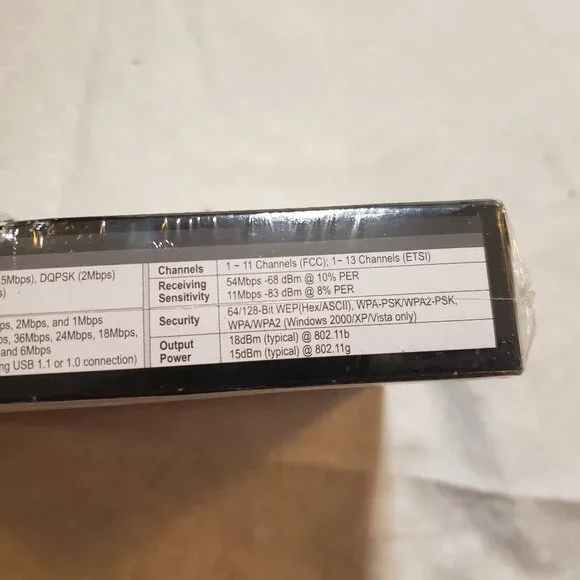 5Mbps), DQPSK (2Mbps)
s)
ps, 2Mbps, and 1Mbps
s, 36Mbps, 24Mbps, 18Mbps,
and 6Mbps
ing USB 1.1 or 1.0 connection)
Channels 1 ~ 11 Channels (FCC); 1~ 13 Channels (ETSI)
Receiving 54Mbps -68 dBm @ 10% PER
Sensitivity 11Mbps -83 dBm @ 8% PER
Security 64/128-Bit WEP(Hex/ASCII), WPA-PSK/WPA2-PSK,
WPA/WPA2 (Windows 2000/XP/Vista only)
Output 18dBm (typical) @ 802.11b
Power 15dBm (typical) @ 802.11g